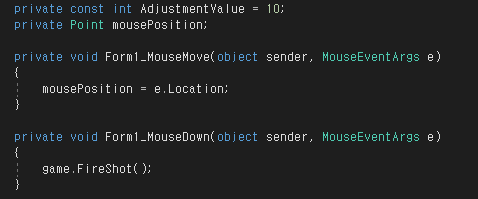 private const int AdjustmentValue = 10;
private Point mousePosition;
private void Form1_MouseMove(object sender, MouseEventArgs e)
{
mousePosition = e.Location;
}
private void Form1_MouseDown(object sender, MouseEventArgs e)
{
game.FireShot();
}